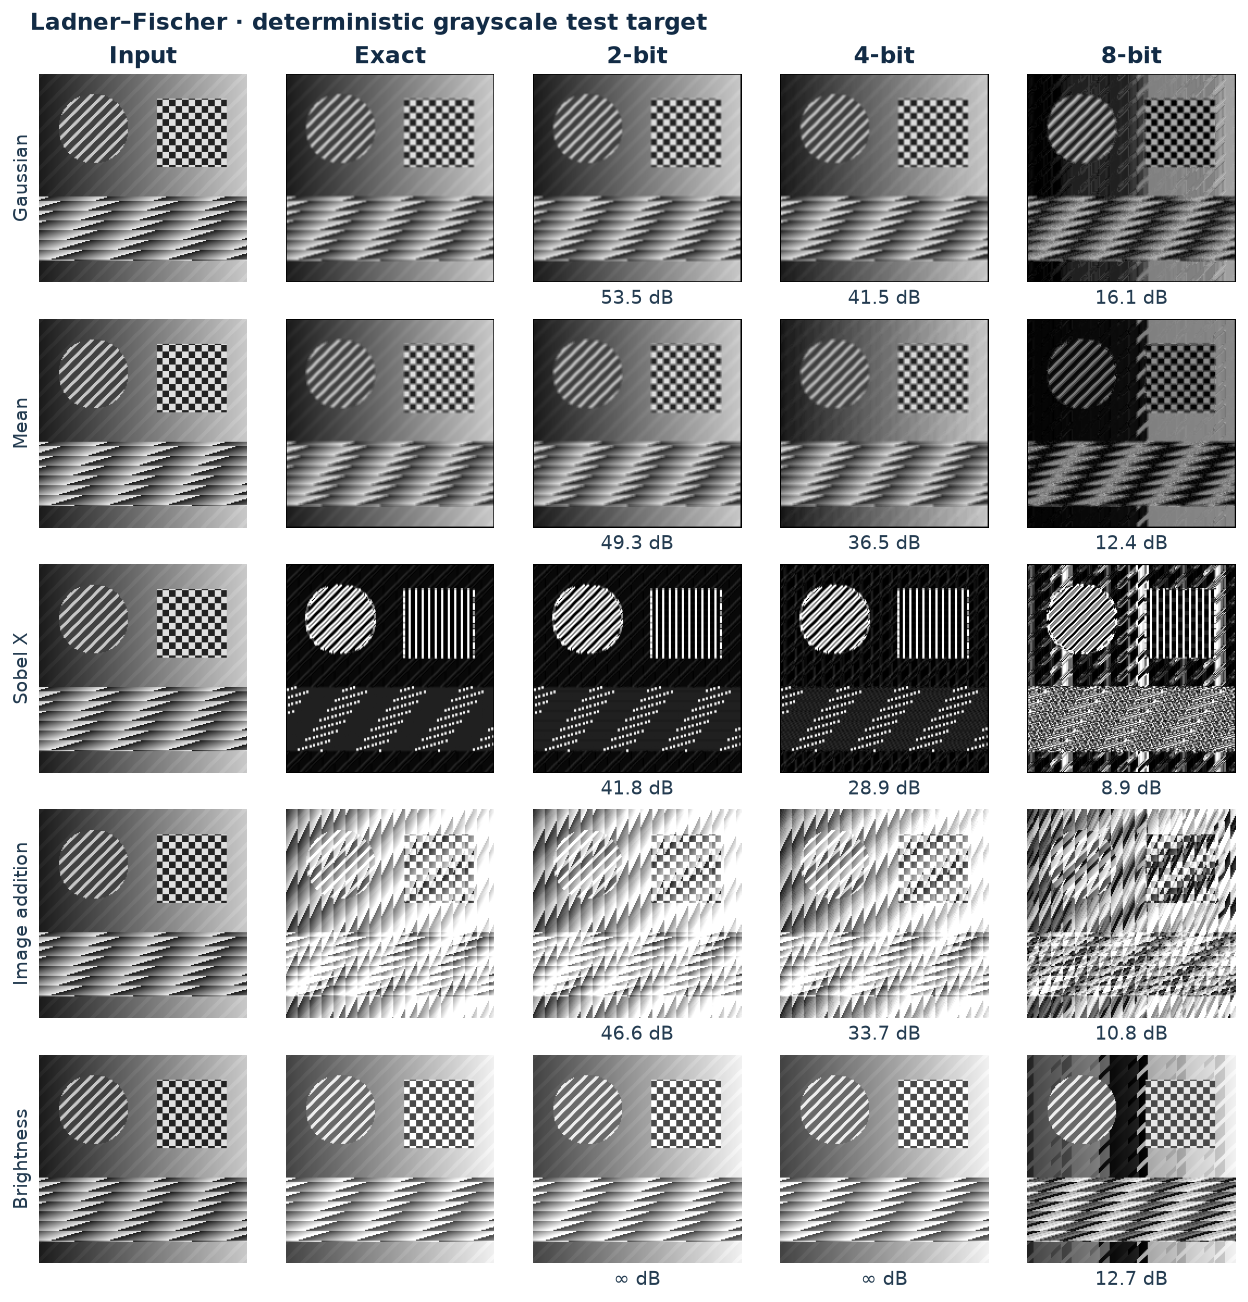 Ladner–Fischer · deterministic grayscale test target
Input Exact 2-bit 4-bit 8-bit
Gaussian
53.5 dB 41.5 dB 16.1 dB
Mean
49.3 dB 36.5 dB 12.4 dB
Sobel X
41.8 dB 28.9 dB 8.9 dB
Image addition
46.6 dB 33.7 dB 10.8 dB
Brightness
∞ dB ∞ dB 12.7 dB